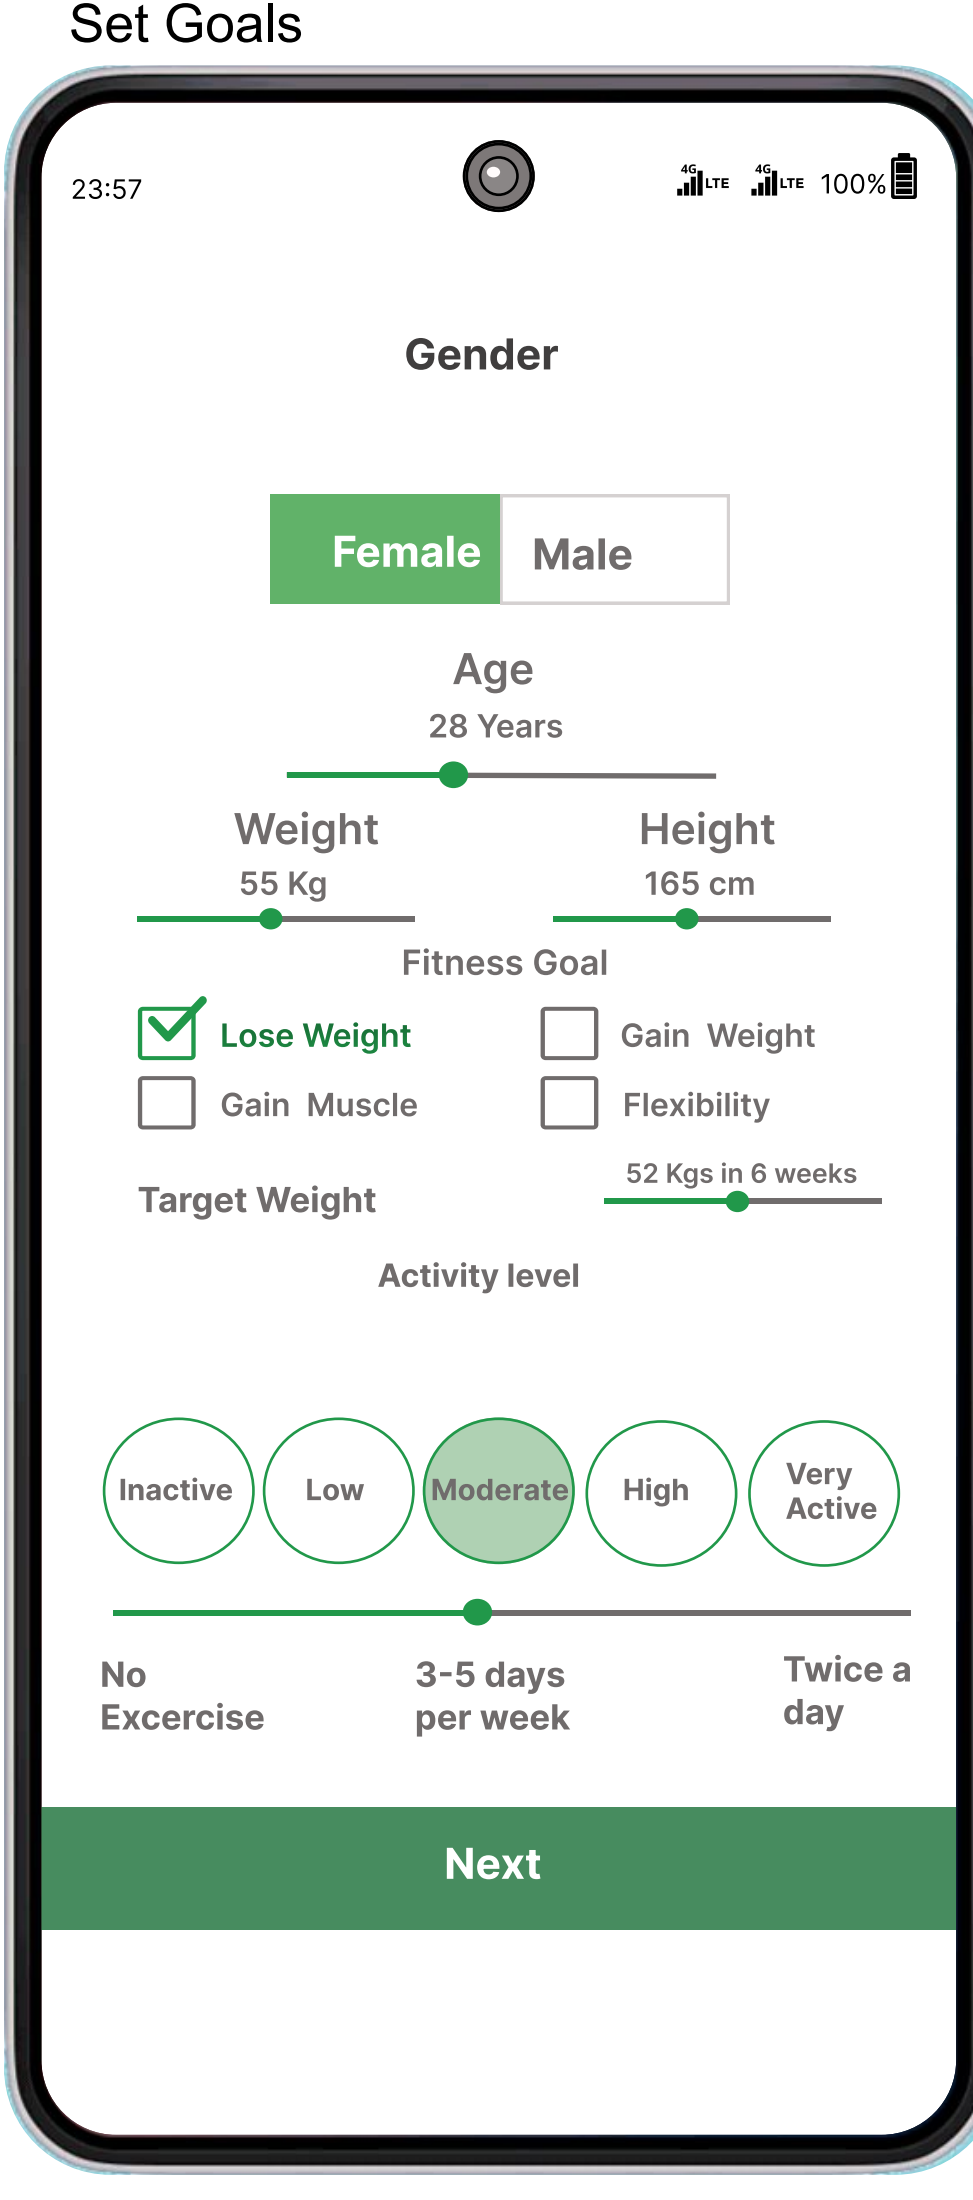 Set Goals
23:57
4G LTE 4G LTE 100%
Gender
Female Male
Age
28 Years
Weight Height
55 Kg 165 cm
Fitness Goal
Lose Weight Gain Weight
Gain Muscle Flexibility
52 Kgs in 6 weeks
Target Weight
Activity level
Inactive Low Moderate High Very Active
No Excercise
3-5 days per week
Twice a day
Next